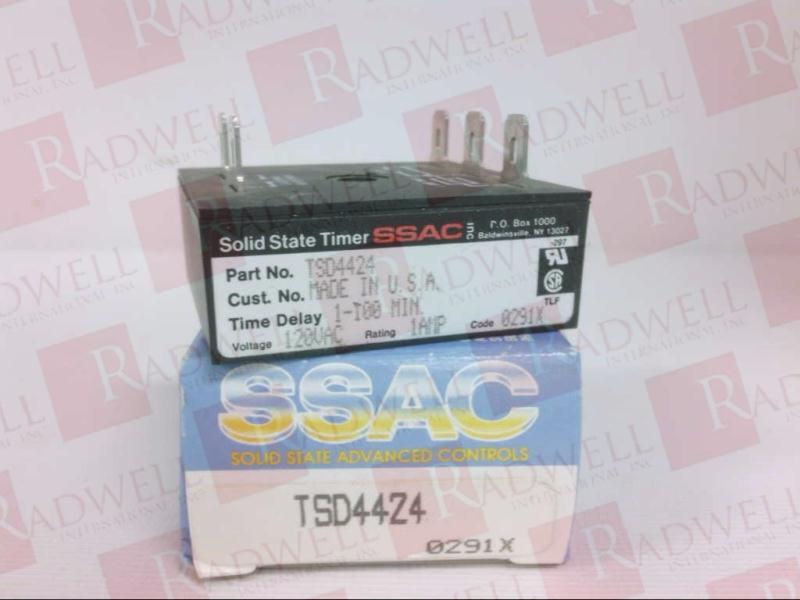 Solid State Timer SSAC INC P.O. Box 1000
Baldwinsville, NY 13027
Part No. TSD4424
Cust. No. MADE IN U.S.A.
Time Delay 1-100 MIN.
Voltage 120VAC Rating 1AMP Code 0291X
-297
TLF
SSAC
SOLID STATE ADVANCED CONTROLS
TSD4424
0291X
RADWELL
INTERNATIONAL, INC.